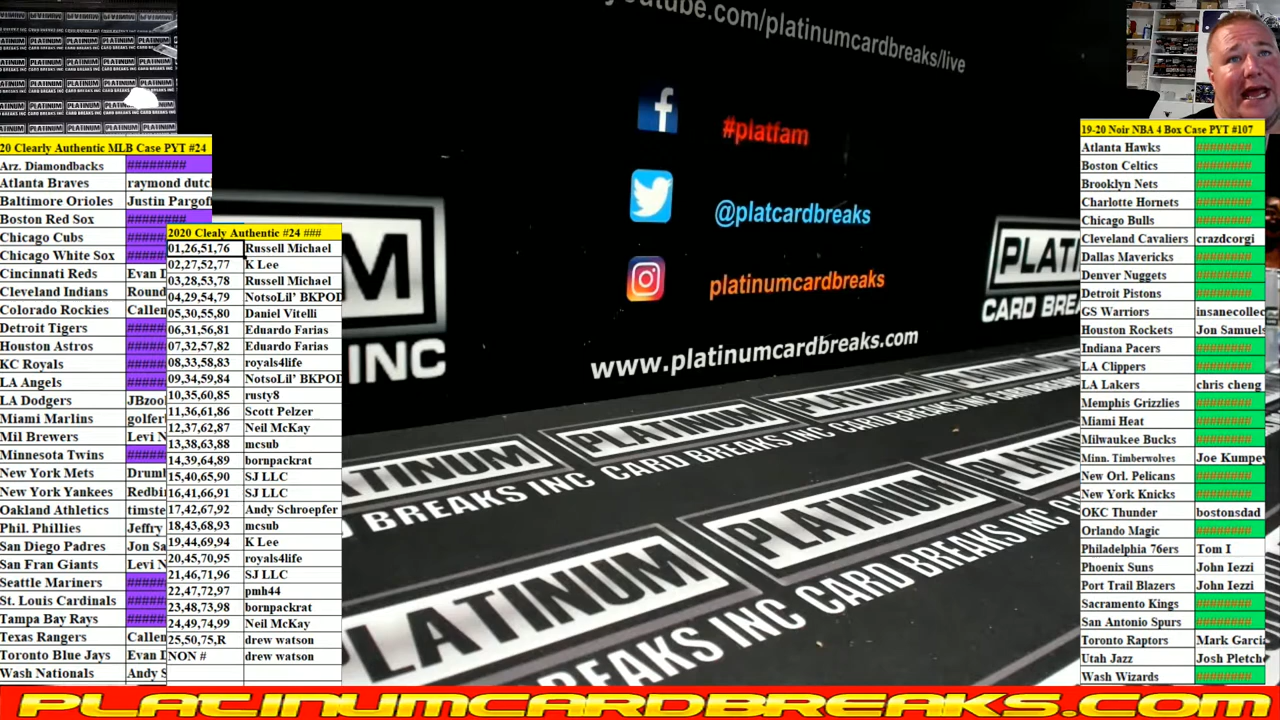 youtube.com/platinumcardbreaks/live
#platfam
@platcardbreaks
platinumcardbreaks
www.platinumcardbreaks.com
PLATINUM
CARD BREAKS INC
20 Clearly Authentic MLB Case PYT #24
Arz. Diamondbacks ########
Atlanta Braves raymond dutch
Baltimore Orioles Justin Pargoff
Boston Red Sox ########
Chicago Cubs #####
Chicago White Sox #####
Cincinnati Reds Evan
Cleveland Indians Round
Colorado Rockies Callen
Detroit Tigers #####
Houston Astros #####
KC Royals #####
LA Angels #####
LA Dodgers JBzoo
Miami Marlins golfer
Mil Brewers Levi N
Minnesota Twins #####
New York Mets Drum
New York Yankees Redbi
Oakland Athletics timste
Phil. Phillies Jeffry
San Diego Padres Jon Sa
San Fran Giants Levi N
Seattle Mariners #####
St. Louis Cardinals #####
Tampa Bay Rays #####
Texas Rangers Callen
Toronto Blue Jays Evan
Wash Nationals Andy S
2020 Clealy Authentic #24 ###
01,26,51,76 Russell Michael
02,27,52,77 K Lee
03,28,53,78 Russell Michael
04,29,54,79 NotsoLil' BKPOD
05,30,55,80 Daniel Vitelli
06,31,56,81 Eduardo Farias
07,32,57,82 Eduardo Farias
08,33,58,83 royals4life
09,34,59,84 NotsoLil' BKPOD
10,35,60,85 rusty8
11,36,61,86 Scott Pelzer
12,37,62,87 Neil McKay
13,38,63,88 mcsub
14,39,64,89 bornpackrat
15,40,65,90 SJ LLC
16,41,66,91 SJ LLC
17,42,67,92 Andy Schroepfer
18,43,68,93 mcsub
19,44,69,94 K Lee
20,45,70,95 royals4life
21,46,71,96 SJ LLC
22,47,72,97 pmh44
23,48,73,98 bornpackrat
24,49,74,99 Neil McKay
25,50,75,R drew watson
NON # drew watson
19-20 Noir NBA 4 Box Case PYT #107
Atlanta Hawks ########
Boston Celtics ########
Brooklyn Nets ########
Charlotte Hornets ########
Chicago Bulls ########
Cleveland Cavaliers crazdcorgi
Dallas Mavericks ########
Denver Nuggets ########
Detroit Pistons ########
GS Warriors insanecollec
Houston Rockets Jon Samuels
Indiana Pacers ########
LA Clippers ########
LA Lakers chris cheng
Memphis Grizzlies ########
Miami Heat ########
Milwaukee Bucks ########
Minn. Timberwolves Joe Kumpey
New Orl. Pelicans ########
New York Knicks ########
OKC Thunder bostonsdad
Orlando Magic ########
Philadelphia 76ers Tom I
Phoenix Suns John Iezzi
Port Trail Blazers John Iezzi
Sacramento Kings ########
San Antonio Spurs ########
Toronto Raptors Mark Garcia
Utah Jazz Josh Pletch
Wash Wizards ########
PLATINUMCARDBREAKS.COM